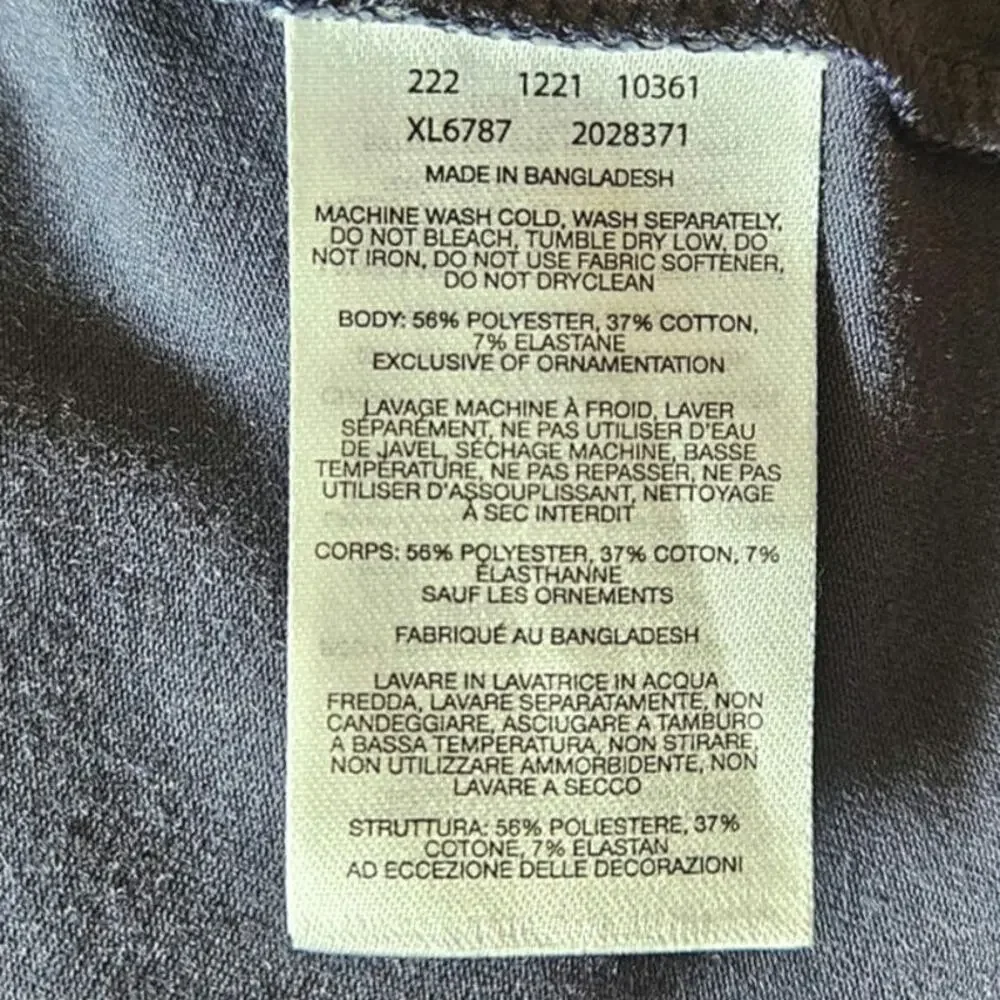 222 1221 10361
XL6787 2028371
MADE IN BANGLADESH
MACHINE WASH COLD, WASH SEPARATELY,
DO NOT BLEACH, TUMBLE DRY LOW, DO
NOT IRON, DO NOT USE FABRIC SOFTENER,
DO NOT DRYCLEAN
BODY: 56% POLYESTER, 37% COTTON,
7% ELASTANE
EXCLUSIVE OF ORNAMENTATION
LAVAGE MACHINE À FROID, LAVER
SÉPARÉMENT, NE PAS UTILISER D'EAU
DE JAVEL, SÉCHAGE MACHINE, BASSE
TEMPÉRATURE, NE PAS REPASSER, NE PAS
UTILISER D'ASSOUPLISSANT, NETTOYAGE
À SEC INTERDIT
CORPS: 56% POLYESTER, 37% COTON, 7%
ÉLASTHANNE
SAUF LES ORNEMENTS
FABRIQUÉ AU BANGLADESH
LAVARE IN LAVATRICE IN ACQUA
FREDDA, LAVARE SEPARATAMENTE, NON
CANDEGGIARE, ASCIUGARE A TAMBURO
A BASSA TEMPERATURA, NON STIRARE,
NON UTILIZZARE AMMORBIDENTE, NON
LAVARE A SECCO
STRUTTURA: 56% POLIESTERE, 37%
COTONE, 7% ELASTAN
AD ECCEZIONE DELLE DECORAZIONI